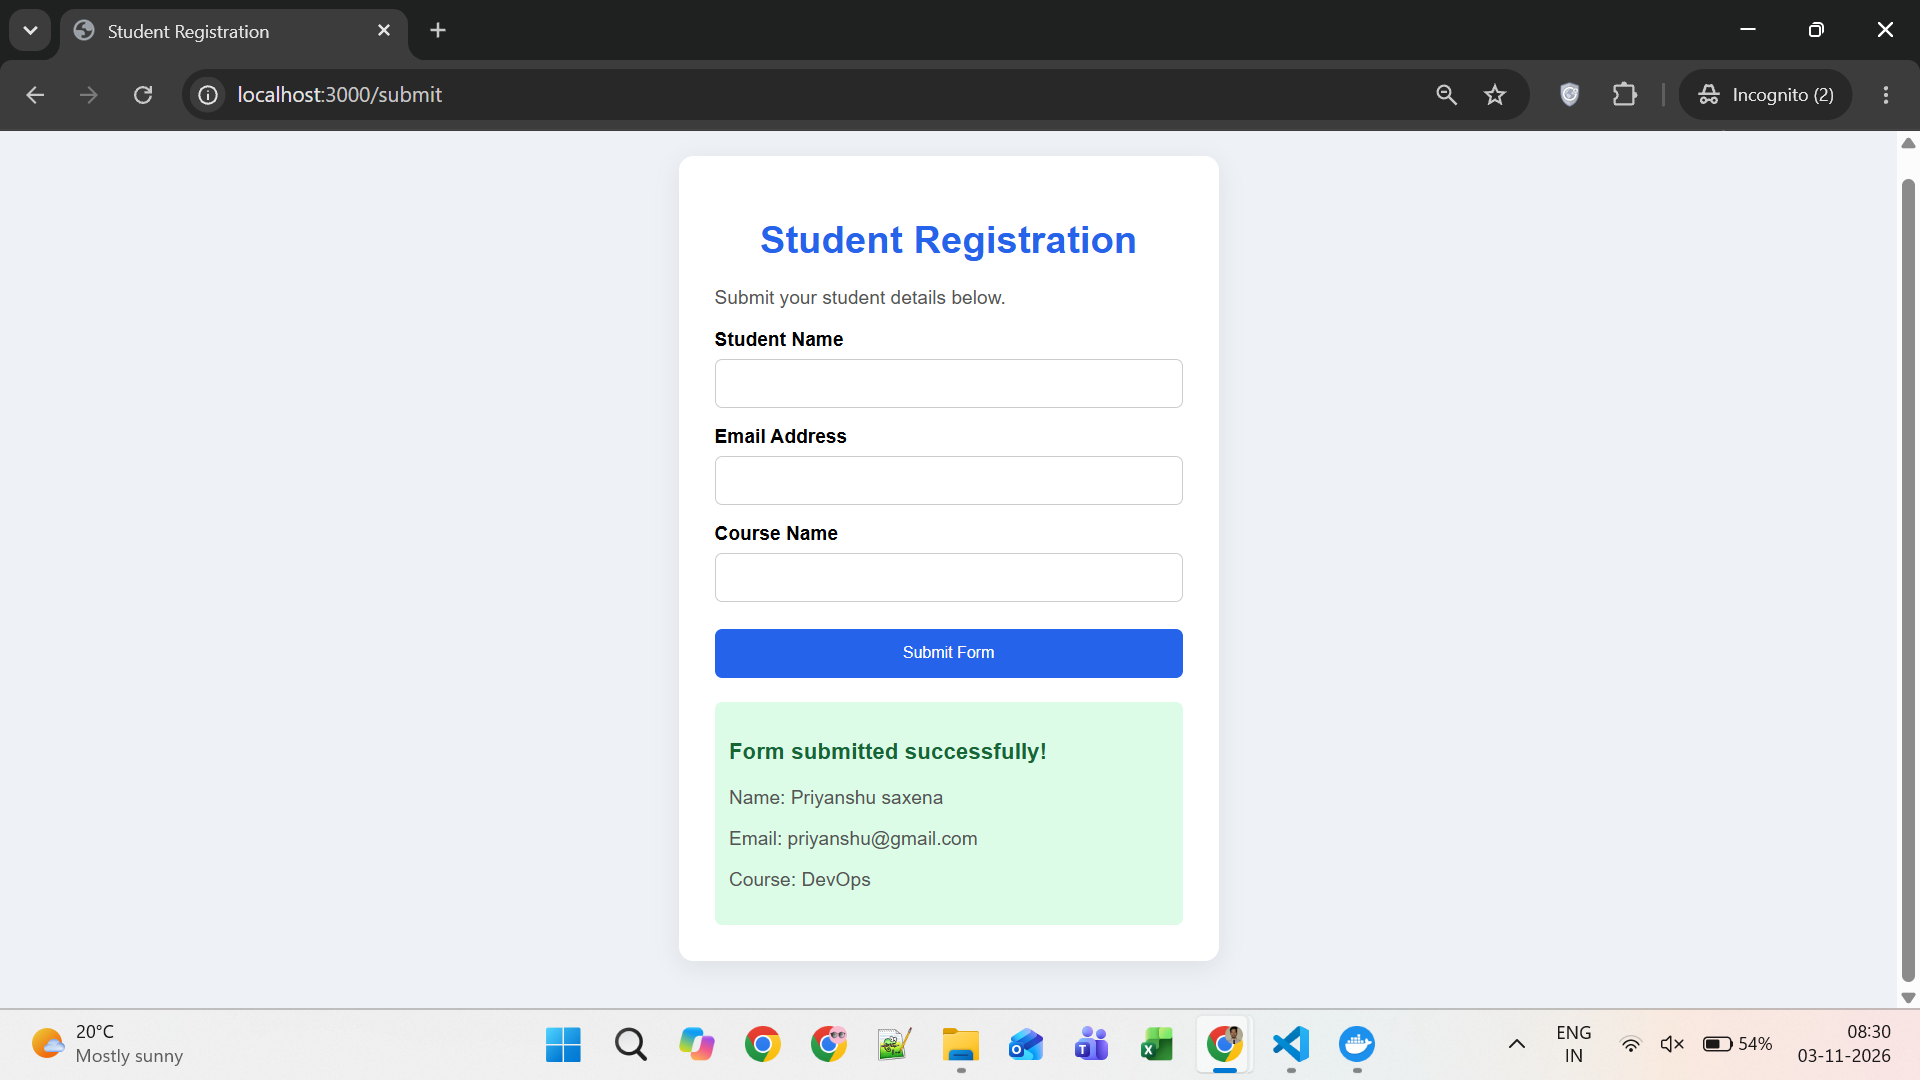 Student Registration
localhost:3000/submit
Incognito (2)
Student Registration
Submit your student details below.
Student Name
Email Address
Course Name
Submit Form
Form submitted successfully!
Name: Priyanshu saxena
Email: priyanshu@gmail.com
Course: DevOps
20°C
Mostly sunny
ENG
IN
54%
08:30
03-11-2026